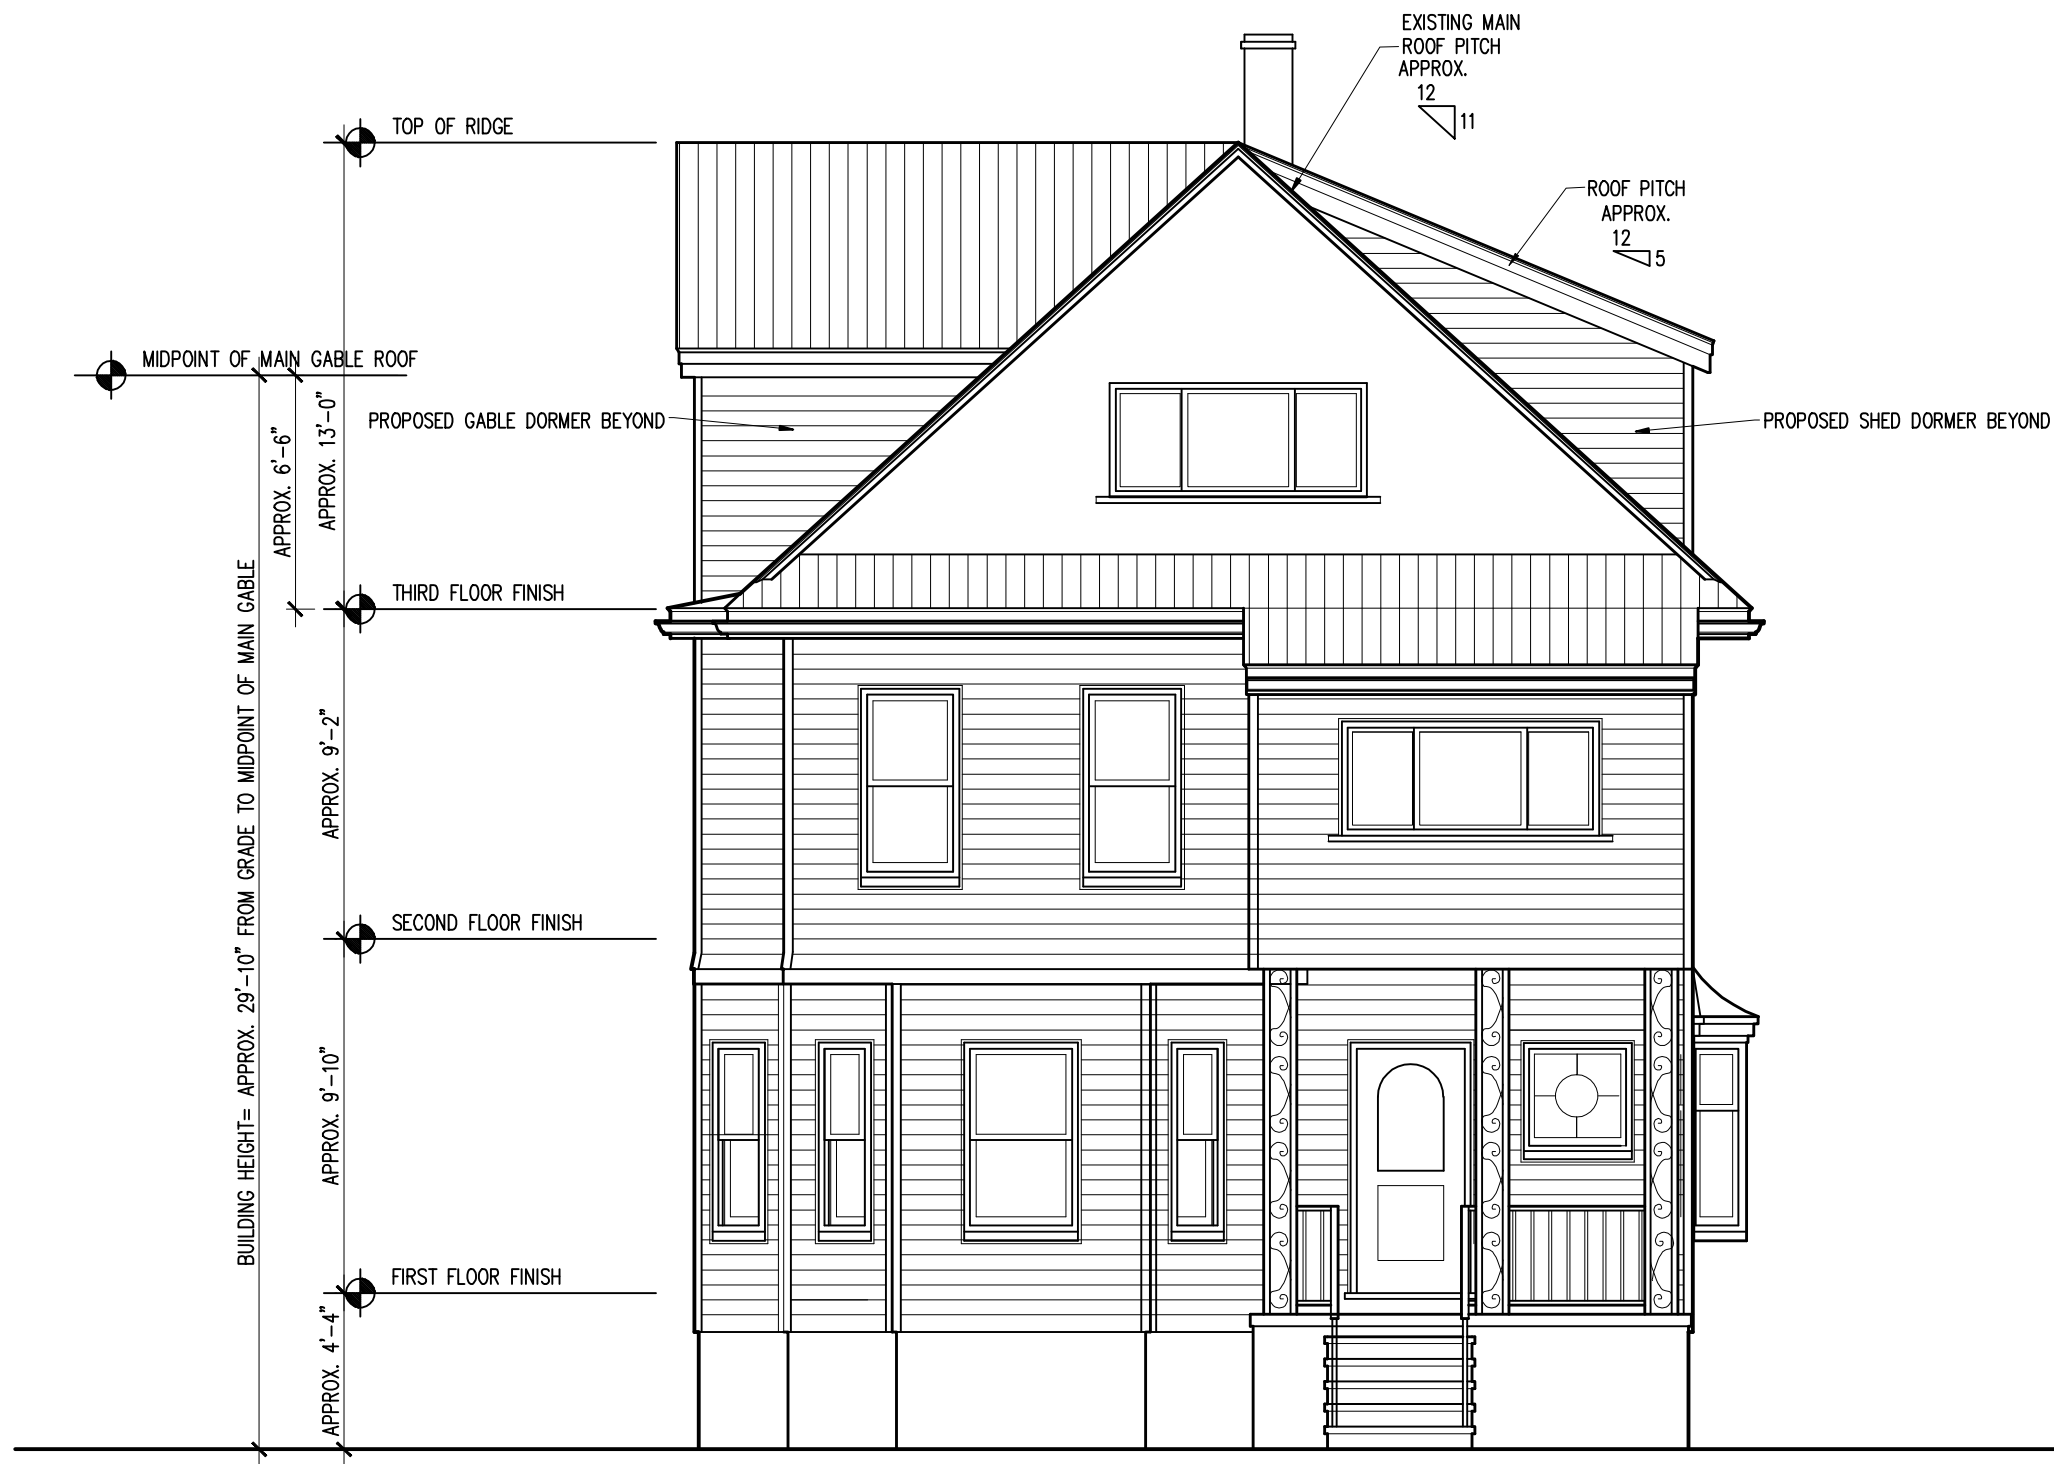 EXISTING MAIN
ROOF PITCH
APPROX.
12
11
TOP OF RIDGE
ROOF PITCH
APPROX.
12
5
MIDPOINT OF MAIN GABLE ROOF
PROPOSED GABLE DORMER BEYOND
PROPOSED SHED DORMER BEYOND
APPROX. 6'-6"
APPROX. 13'-0"
THIRD FLOOR FINISH
BUILDING HEIGHT= APPROX. 29'-10" FROM GRADE TO MIDPOINT OF MAIN GABLE
APPROX. 9'-2"
SECOND FLOOR FINISH
APPROX. 9'-10"
FIRST FLOOR FINISH
APPROX. 4'-4"